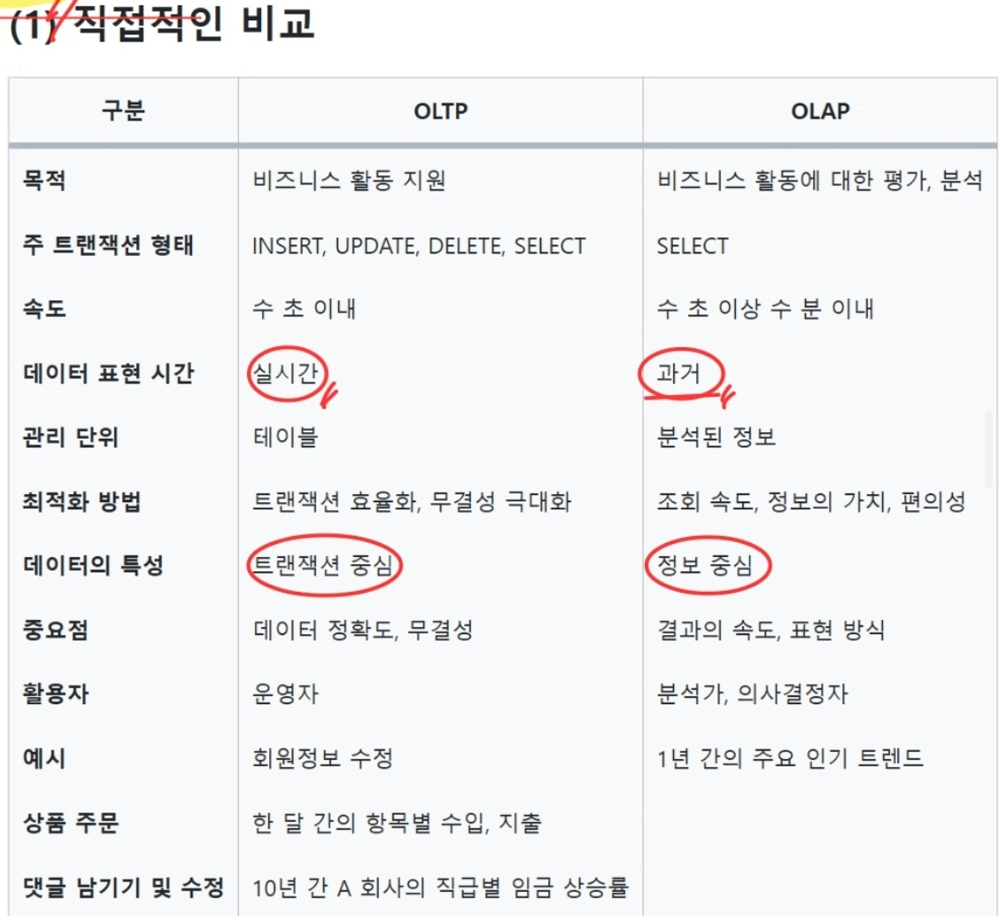 (1) 직접적인 비교
구분 OLTP OLAP
목적 비즈니스 활동 지원 비즈니스 활동에 대한 평가, 분석
주 트랜잭션 형태 INSERT, UPDATE, DELETE, SELECT SELECT
속도 수 초 이내 수 초 이상 수 분 이내
데이터 표현 시간 실시간 과거
관리 단위 테이블 분석된 정보
최적화 방법 트랜잭션 효율화, 무결성 극대화 조회 속도, 정보의 가치, 편의성
데이터의 특성 트랜잭션 중심 정보 중심
중요점 데이터 정확도, 무결성 결과의 속도, 표현 방식
활용자 운영자 분석가, 의사결정자
예시 회원정보 수정 1년 간의 주요 인기 트렌드
상품 주문 한 달 간의 항목별 수입, 지출
댓글 남기기 및 수정 10년 간 A 회사의 직급별 임금 상승률